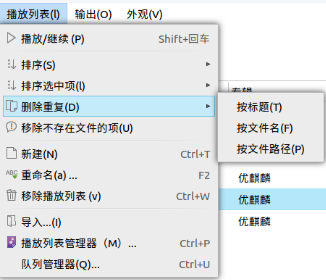 播放列表(l) 输出(O) 外观(V)
播放/继续 (P) Shift+回车
排序(S)
排序选中项(l)
删除重复(D)
移除不存在文件的项(U)
新建(N) Ctrl+T
重命名(a) ... F2
移除播放列表 (v) Ctrl+W
导入...(I)
播放列表管理器（M）... Ctrl+P
队列管理器(Q)... Ctrl+U
按标题(T)
按文件名(F)
按文件路径(P)
优麒麟
优麒麟
优麒麟